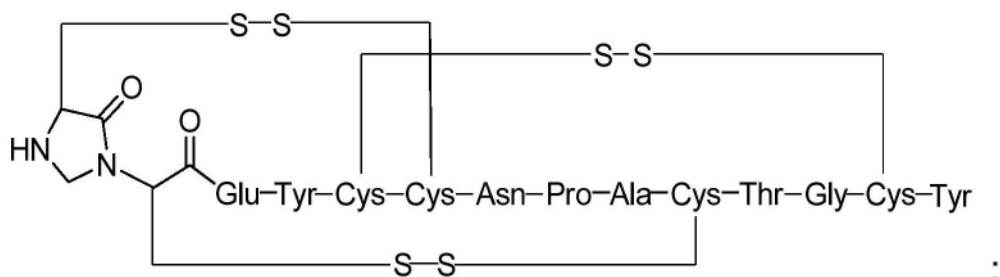 S–S
S–S
O
O
HN
N
Glu–Tyr–Cys–Cys–Asn–Pro–Ala–Cys–Thr–Gly–Cys–Tyr
S–S
;